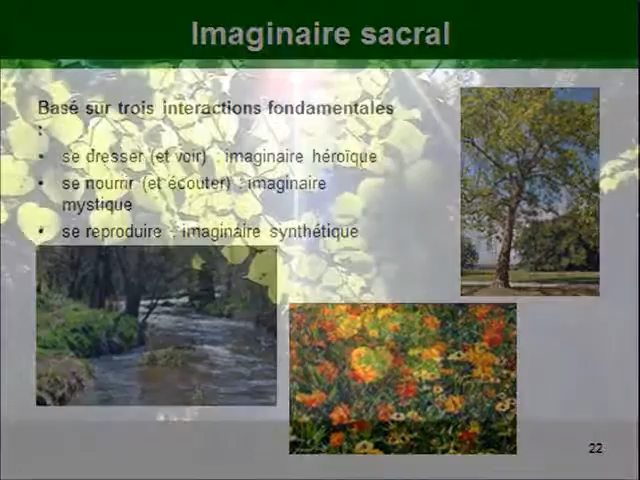 Imaginaire sacral
Basé sur trois interactions fondamentales
:
• se dresser (et voir) : imaginaire héroïque
• se nourrir (et écouter) : imaginaire
mystique
• se reproduire : imaginaire synthétique
22